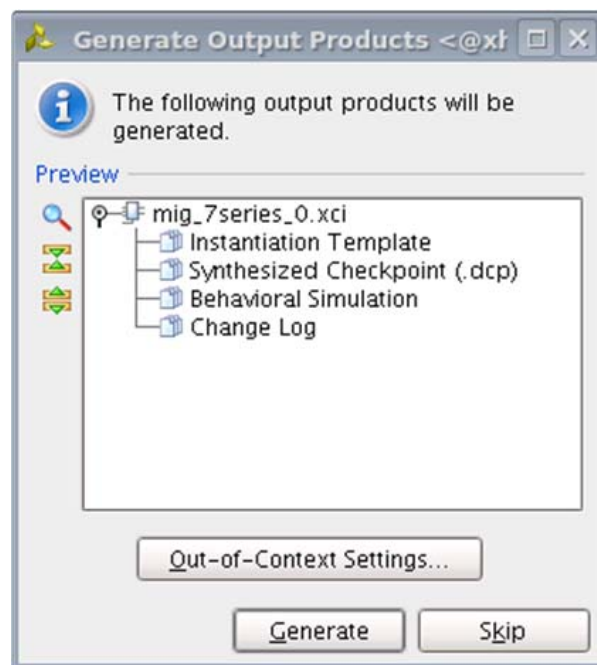 Generate Output Products <@xl
The following output products will be
generated.
Preview
mig_7series_0.xci
Instantiation Template
Synthesized Checkpoint (.dcp)
Behavioral Simulation
Change Log
Out-of-Context Settings...
Generate
Skip